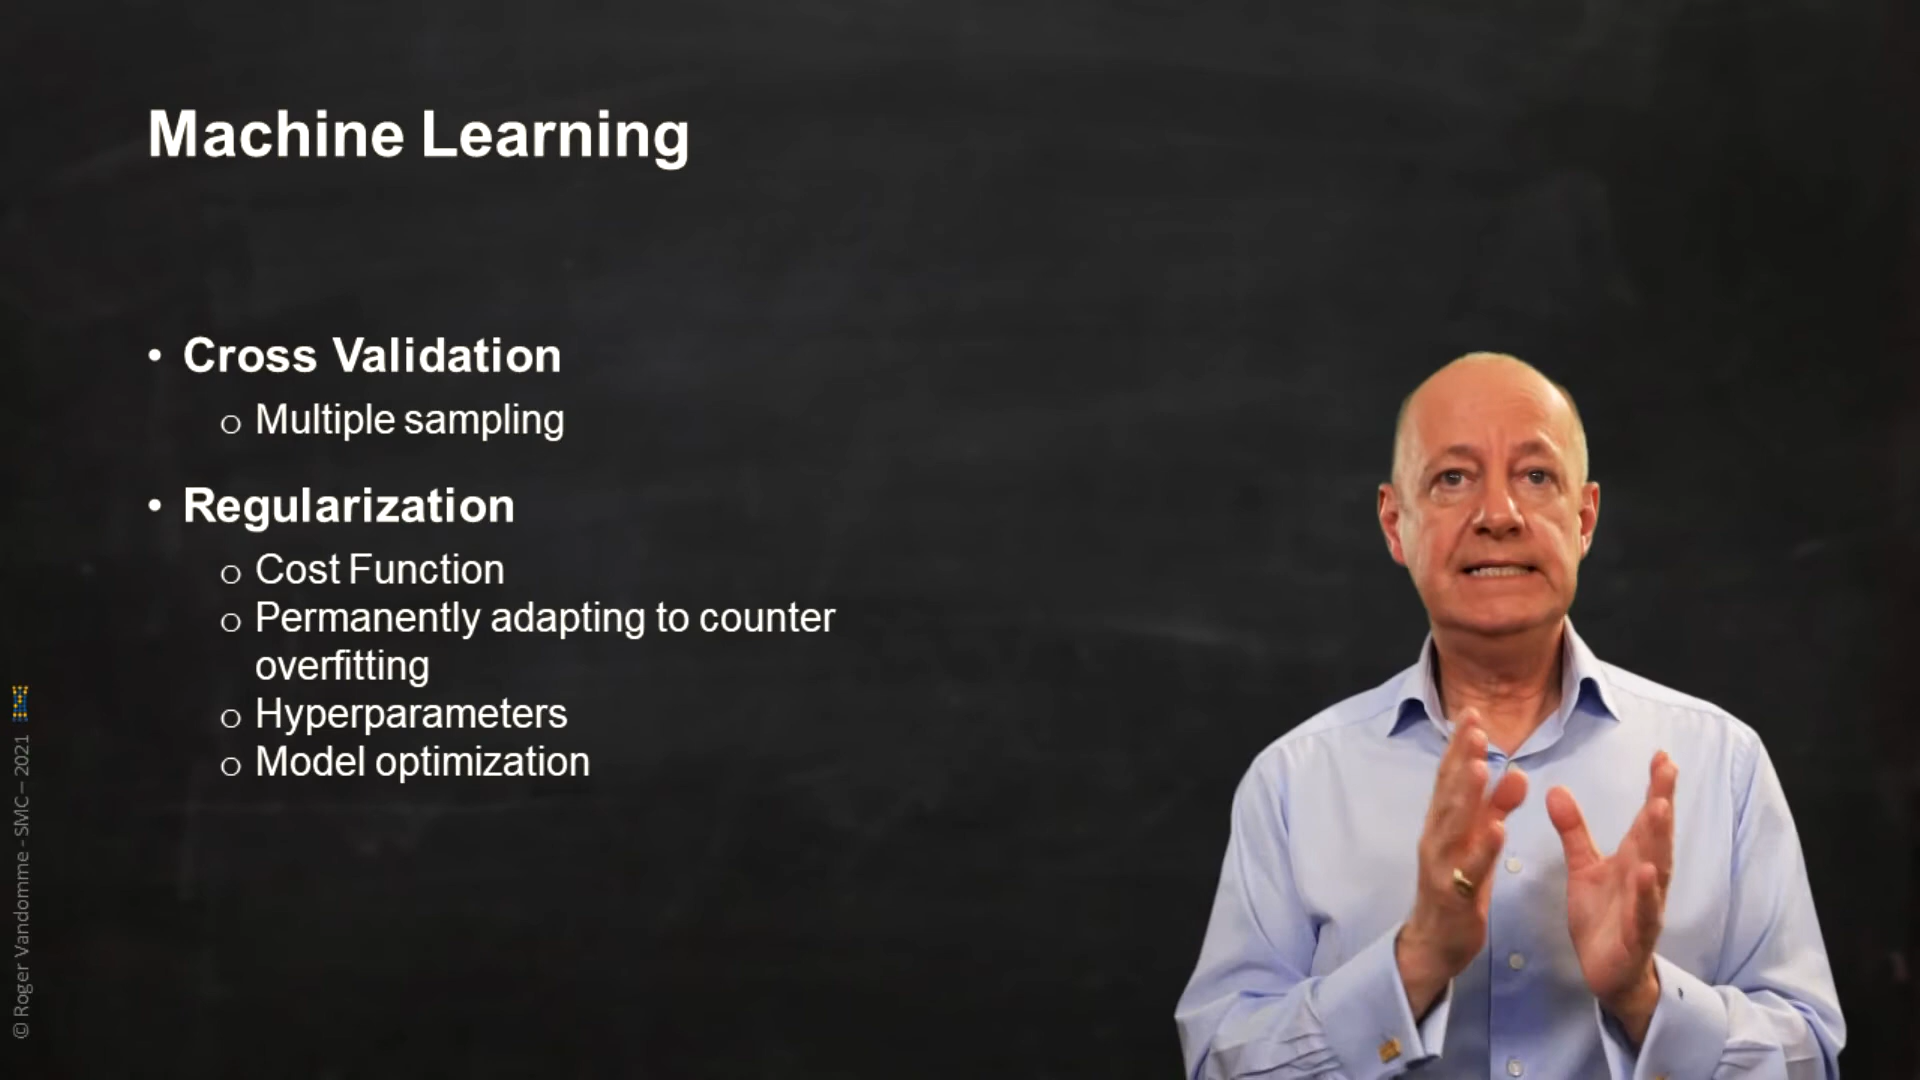 Machine Learning
• Cross Validation
o Multiple sampling
• Regularization
o Cost Function
o Permanently adapting to counter
overfitting
o Hyperparameters
o Model optimization
© Roger Vandomme - SMC – 2021